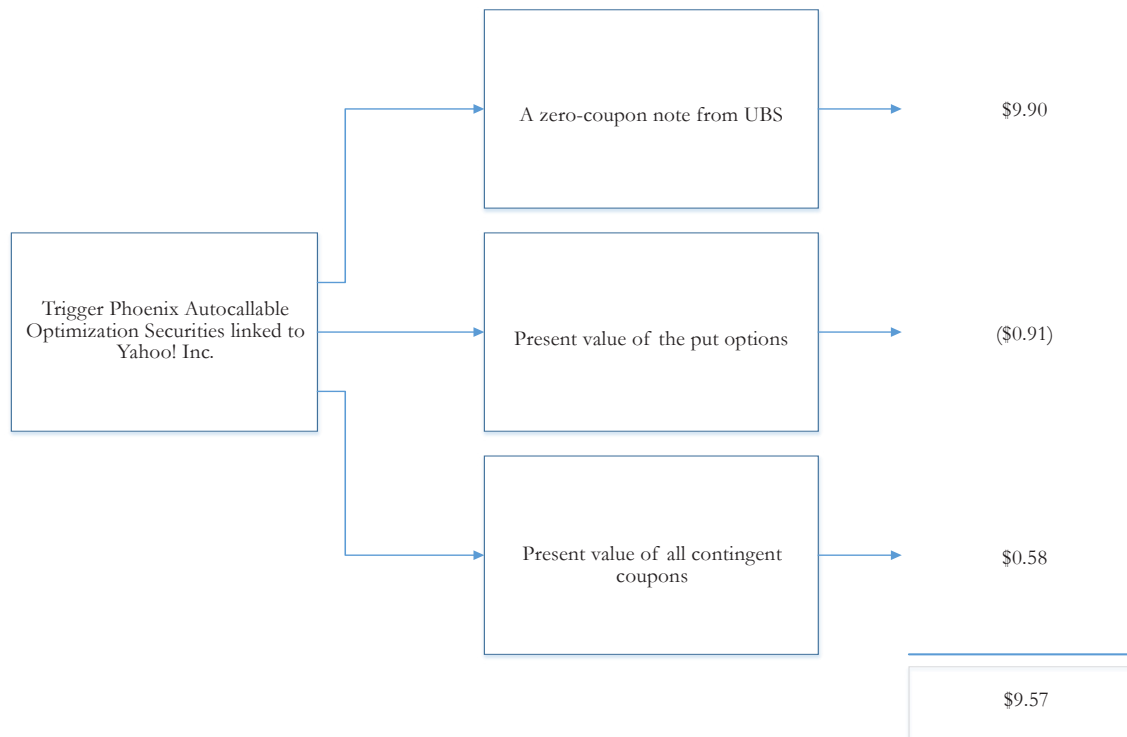 A zero-coupon note from UBS
$9.90
Trigger Phoenix Autocallable
Optimization Securities linked to
Yahoo! Inc.
Present value of the put options
($0.91)
Present value of all contingent
coupons
$0.58
$9.57